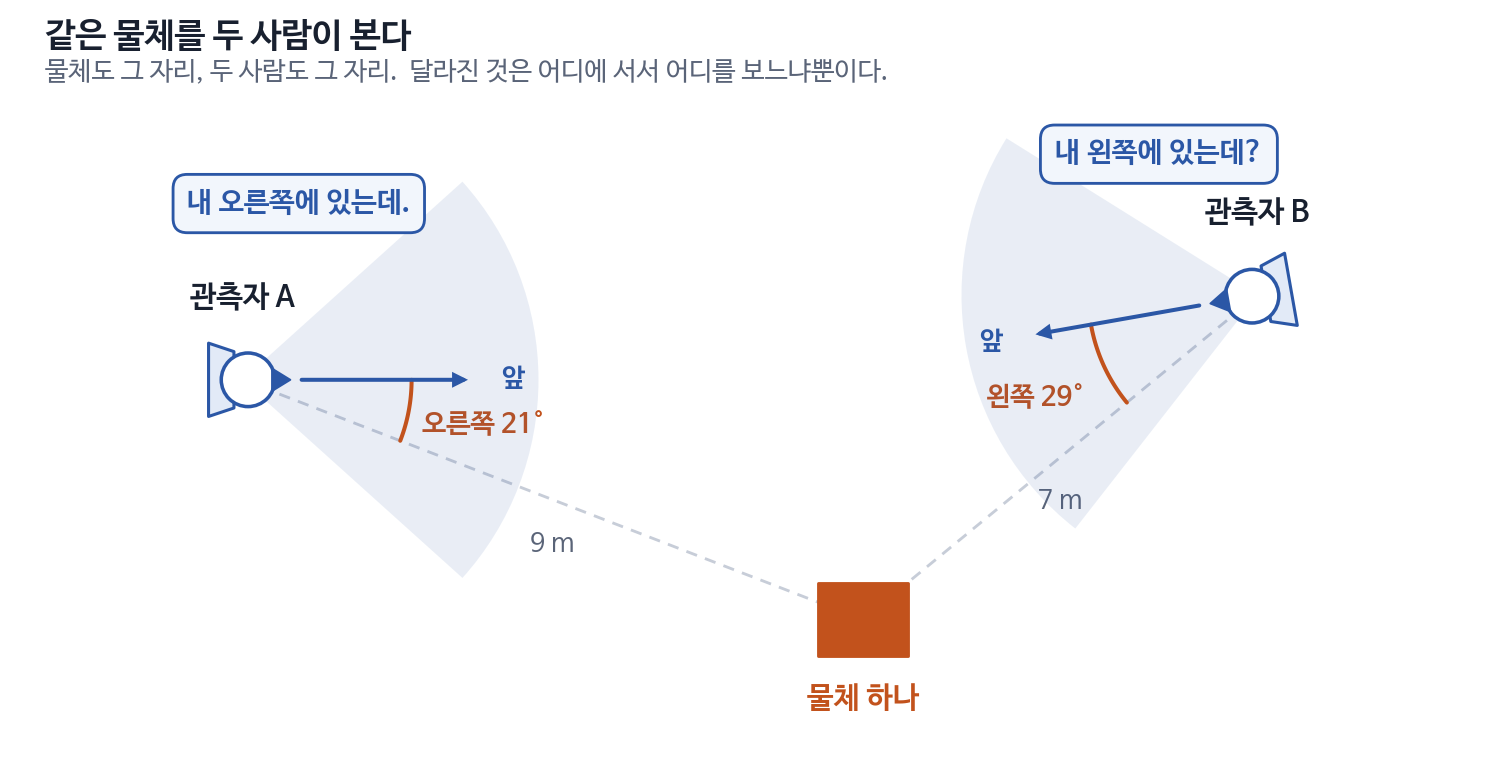 같은 물체를 두 사람이 본다
물체도 그 자리, 두 사람도 그 자리. 달라진 것은 어디에 서서 어디를 보느냐뿐이다.
내 왼쪽에 있는데?
내 오른쪽에 있는데.
관측자 B
관측자 A
앞
앞
왼쪽 29°
오른쪽 21°
7 m
9 m
물체 하나